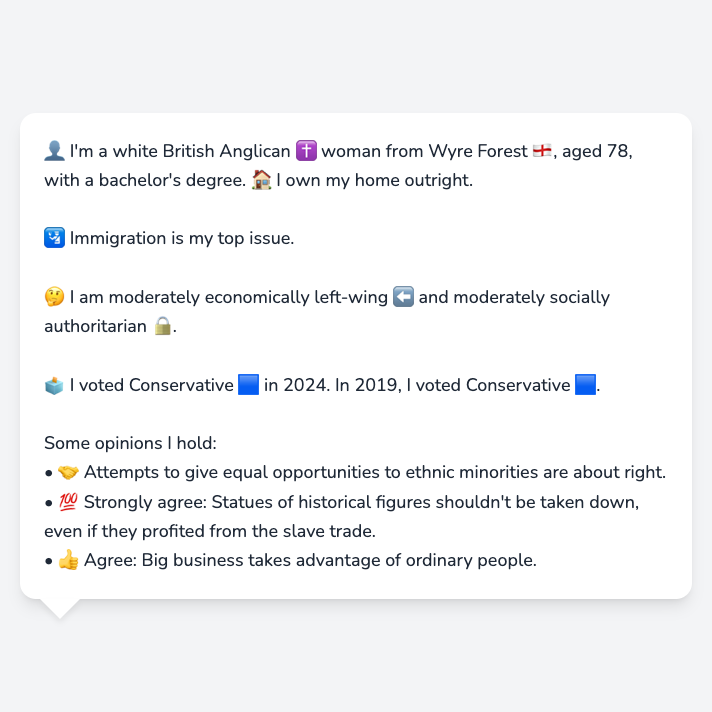 👤 I'm a white British Anglican ✝️ woman from Wyre Forest 🏴󠁧󠁢󠁥󠁮󠁧󠁿, aged 78,
with a bachelor's degree. 🏠 I own my home outright.
🛂 Immigration is my top issue.
🤔 I am moderately economically left-wing ⬅️ and moderately socially
authoritarian 🔒.
🗳️ I voted Conservative 🟦 in 2024. In 2019, I voted Conservative 🟦.
Some opinions I hold:
• 🤝 Attempts to give equal opportunities to ethnic minorities are about right.
• 💯 Strongly agree: Statues of historical figures shouldn't be taken down,
even if they profited from the slave trade.
• 👍 Agree: Big business takes advantage of ordinary people.